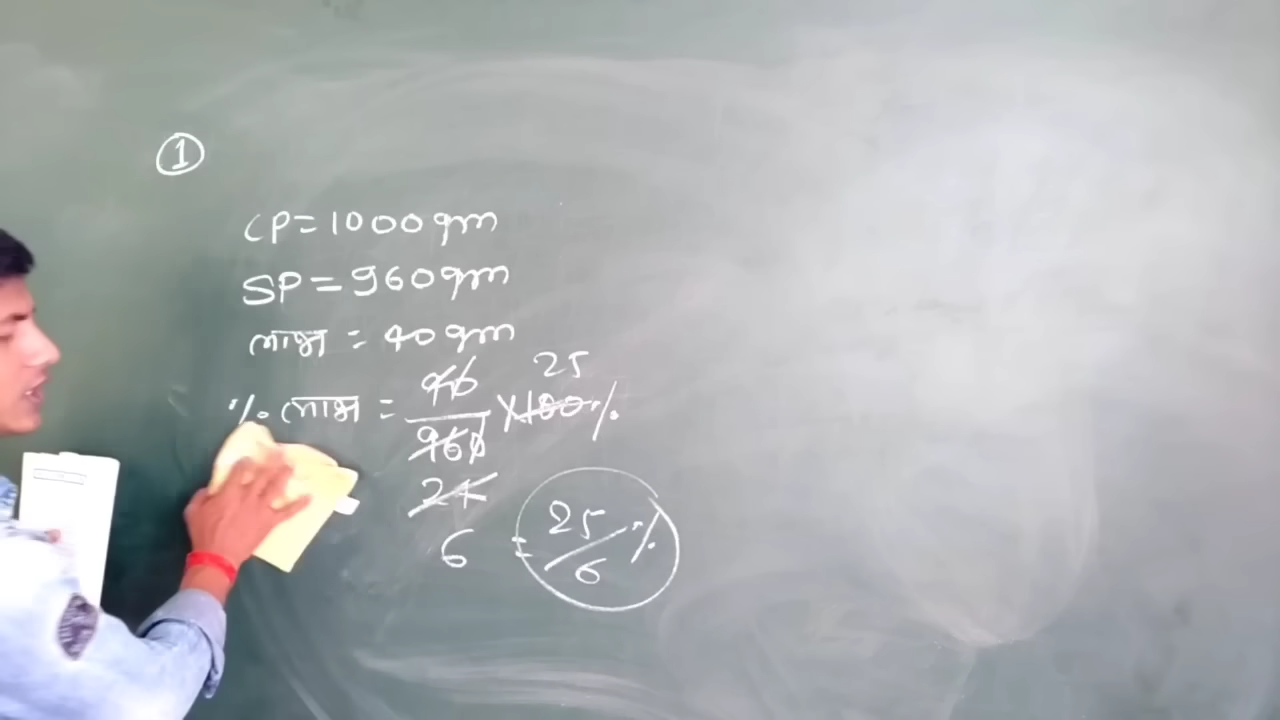 1
CP = 1000 gm
SP = 960 gm
লাভ = 40 gm
25
% লাভ = 40/960 × 100%
24
6 = 25/6 %